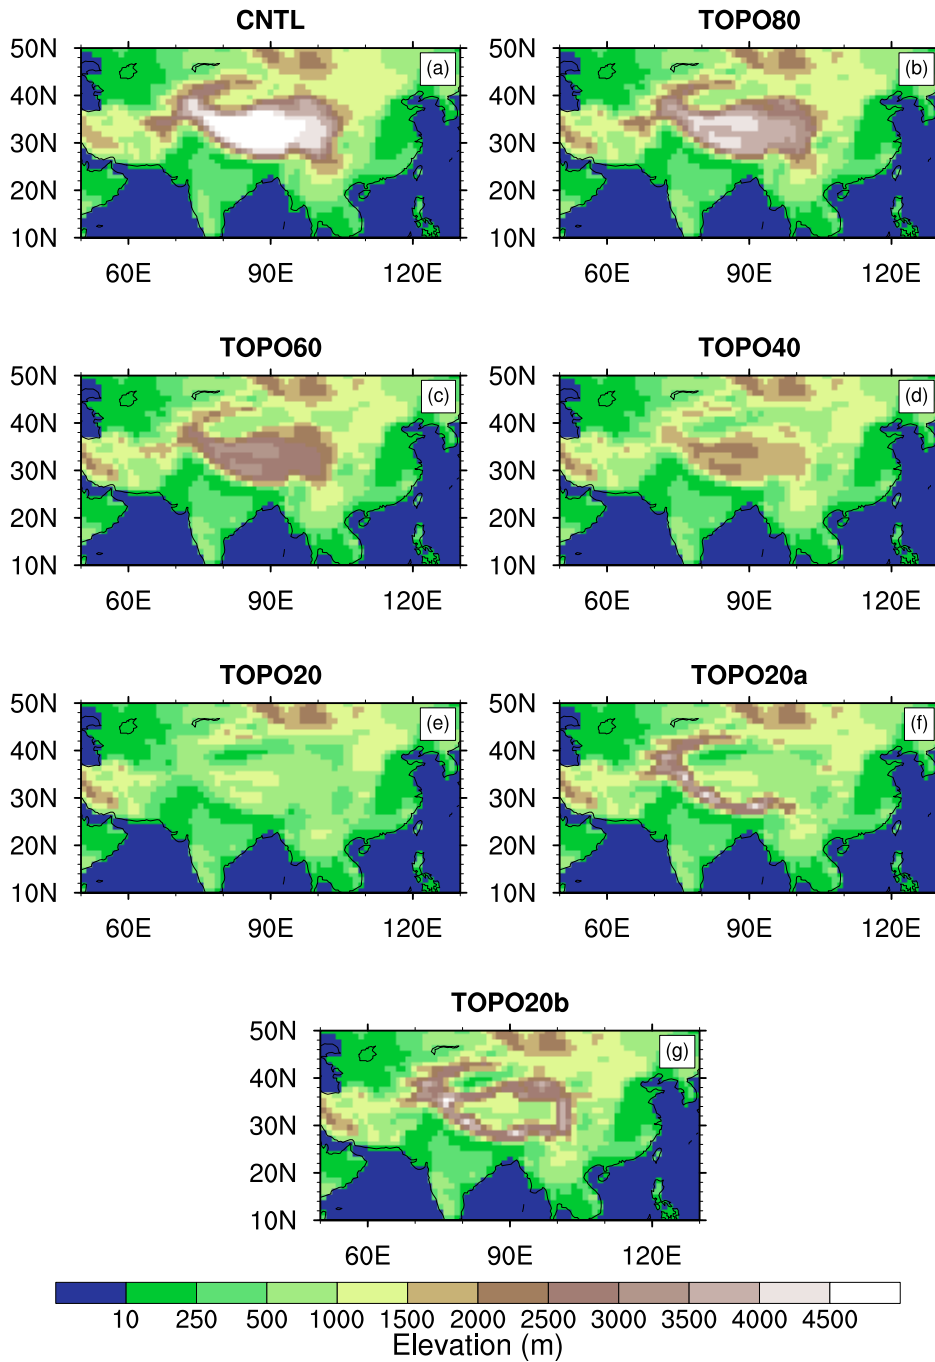 CNTL
TOPO80
50N
40N
30N
20N
10N
(a)
60E 90E 120E
50N
40N
30N
20N
10N
(b)
60E 90E 120E
TOPO60
TOPO40
50N
40N
30N
20N
10N
(c)
60E 90E 120E
50N
40N
30N
20N
10N
(d)
60E 90E 120E
TOPO20
TOPO20a
50N
40N
30N
20N
10N
(e)
60E 90E 120E
50N
40N
30N
20N
10N
(f)
60E 90E 120E
TOPO20b
50N
40N
30N
20N
10N
(g)
60E 90E 120E
10 250 500 1000 1500 2000 2500 3000 3500 4000 4500
Elevation (m)